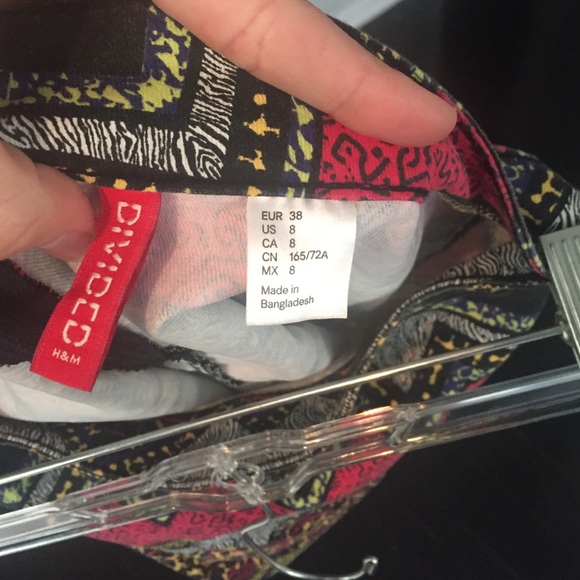 DIVIDED
H&M
EUR 38
US 8
CA 8
CN 165/72A
MX 8
Made in
Bangladesh